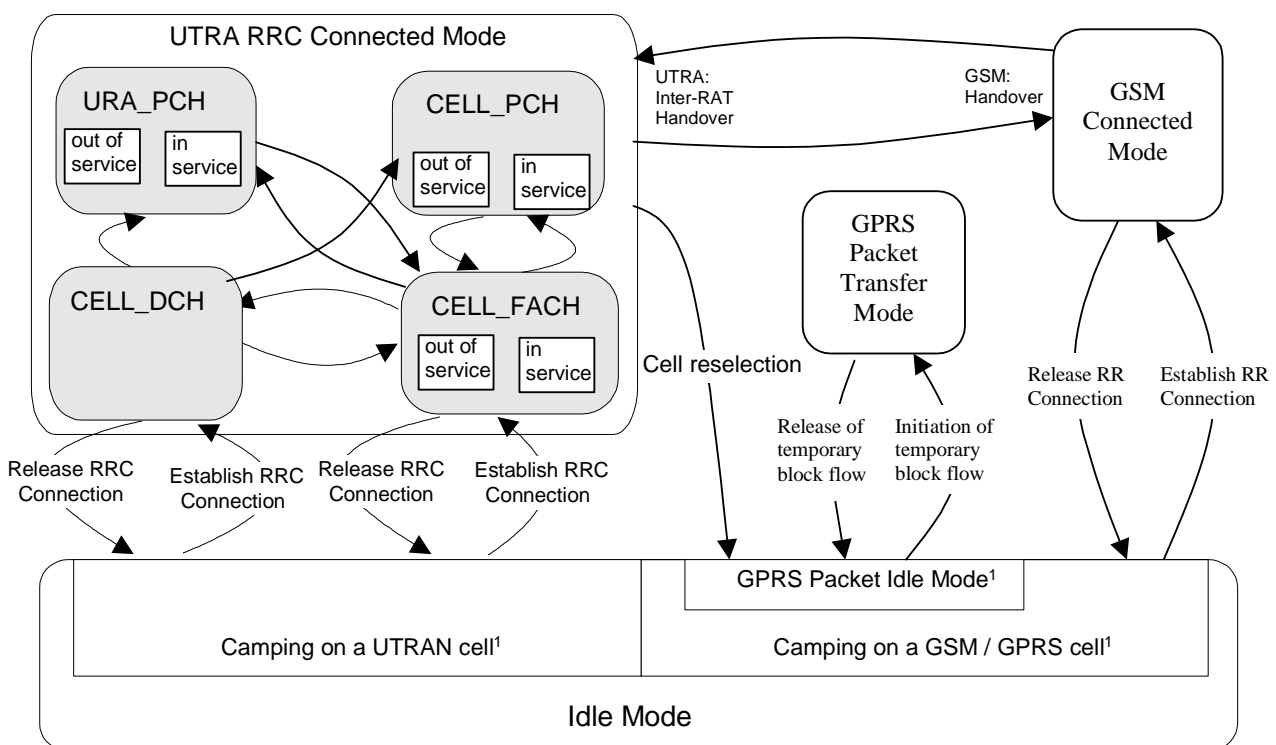 UTRA RRC Connected Mode
URA_PCH
out of
service
in
service
CELL_PCH
out of
service
in
service
CELL_DCH
CELL_FACH
out of
service
in
service
UTRA:
Inter-RAT
Handover
GSM:
Handover
GSM
Connected
Mode
GPRS
Packet
Transfer
Mode
Cell reselection
Release RRC
Connection
Establish RRC
Connection
Release RRC
Connection
Establish RRC
Connection
Release of
temporary
block flow
Initiation of
temporary
block flow
Release RR
Connection
Establish RR
Connection
GPRS Packet Idle Mode¹
Camping on a UTRAN cell¹
Camping on a GSM / GPRS cell¹
Idle Mode